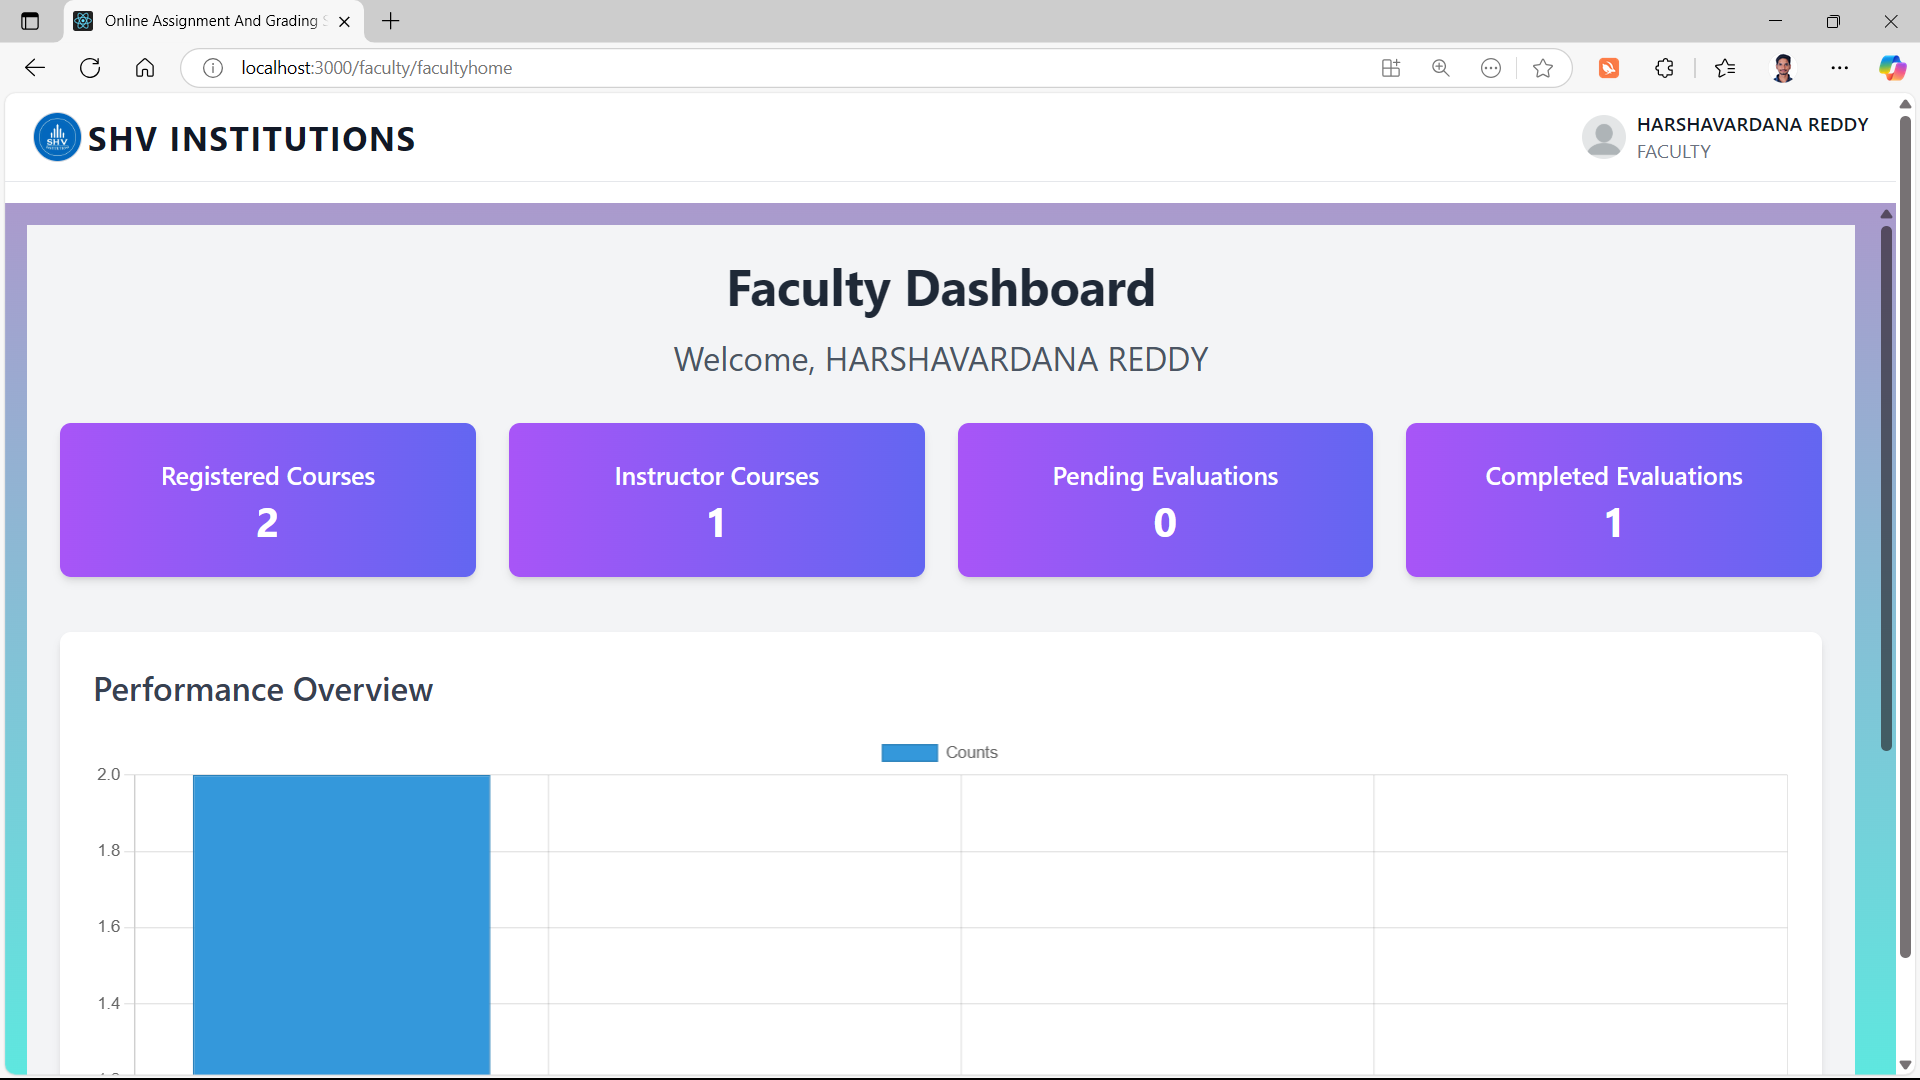 Online Assignment And Grading
localhost:3000/faculty/facultyhome
SHV
SHV INSTITUTIONS
HARSHAVARDANA REDDY
FACULTY
Faculty Dashboard
Welcome, HARSHAVARDANA REDDY
Registered Courses
2
Instructor Courses
1
Pending Evaluations
0
Completed Evaluations
1
Performance Overview
Counts
2.0
1.8
1.6
1.4